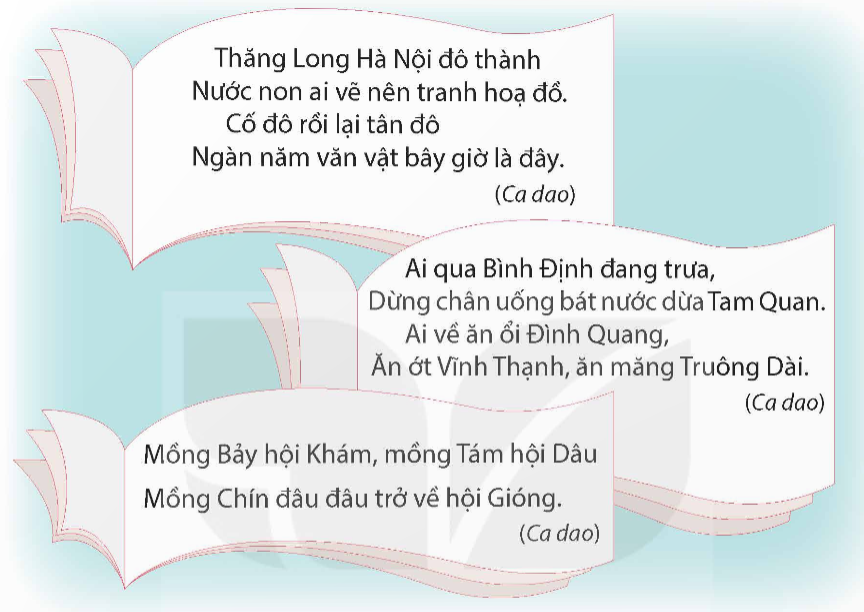 Thăng Long Hà Nội đô thành
Nước non ai vẽ nên tranh hoạ đồ.
Cố đô rồi lại tân đô
Ngàn năm văn vật bây giờ là đây.
(Ca dao)
Ai qua Bình Định đang trưa,
Dừng chân uống bát nước dừa Tam Quan.
Ai về ăn ổi Đình Quang,
Ăn ớt Vĩnh Thạnh, ăn măng Truông Dài.
(Ca dao)
Mồng Bảy hội Khám, mồng Tám hội Dâu
Mồng Chín đâu đâu trở về hội Gióng.
(Ca dao)